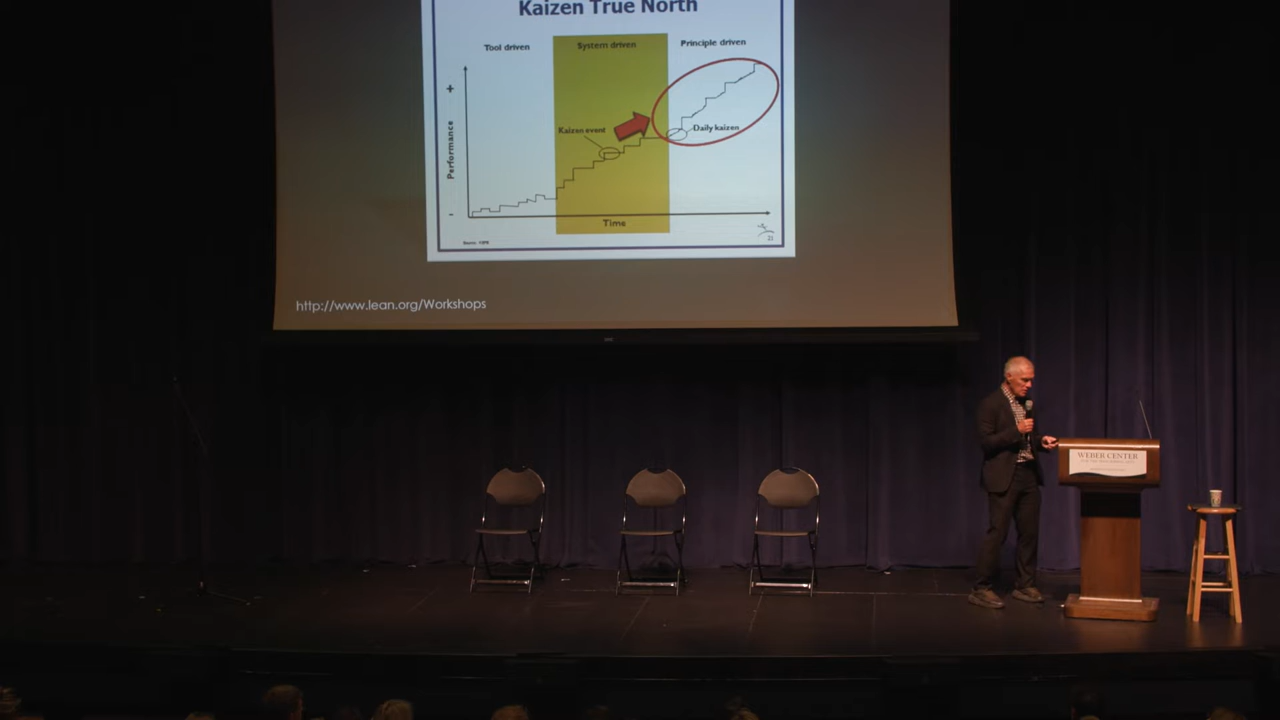 Kaizen True North
Tool driven
System driven
Principle driven
+
Performance
-
Kaizen event
Daily kaizen
Time
21
http://www.lean.org/Workshops
WEBER CENTER